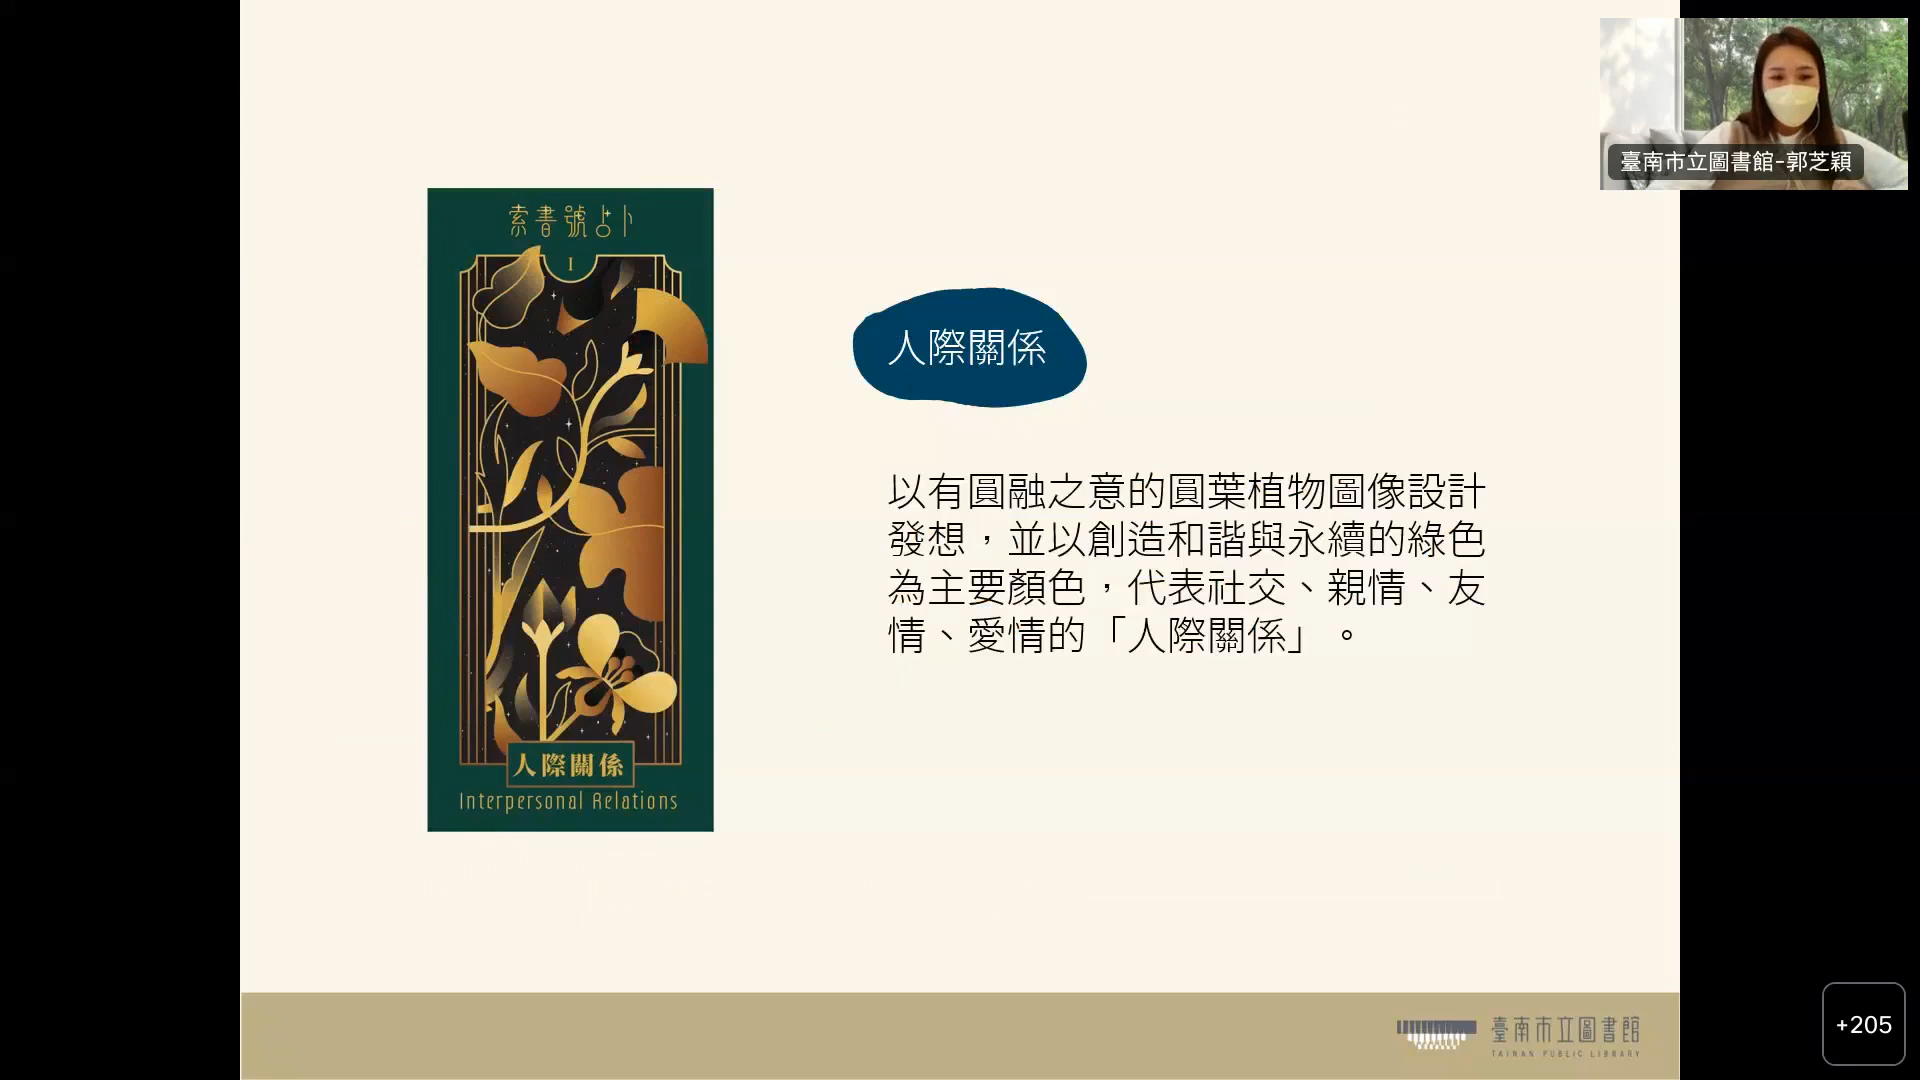 臺南市立圖書館-郭芝穎
索書號占卜
I
人際關係
Interpersonal Relations
人際關係
以有圓融之意的圓葉植物圖像設計
發想，並以創造和諧與永續的綠色
為主要顏色，代表社交、親情、友
情、愛情的「人際關係」。
臺南市立圖書館
TAINAN PUBLIC LIBRARY
+205